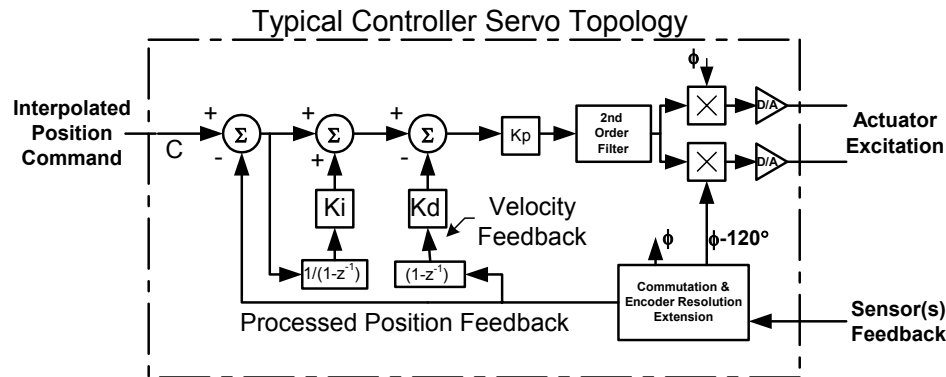 Typical Controller Servo Topology
Interpolated
Position
Command
C
+
-
Σ
+
+
Σ
+
-
Σ
Kp
2nd
Order
Filter
ϕ
D/A
D/A
Actuator
Excitation
Ki
Kd
Velocity
Feedback
1/(1-z⁻¹)
(1-z⁻¹)
ϕ
ϕ-120°
Commutation &
Encoder Resolution
Extension
Processed Position Feedback
Sensor(s)
Feedback